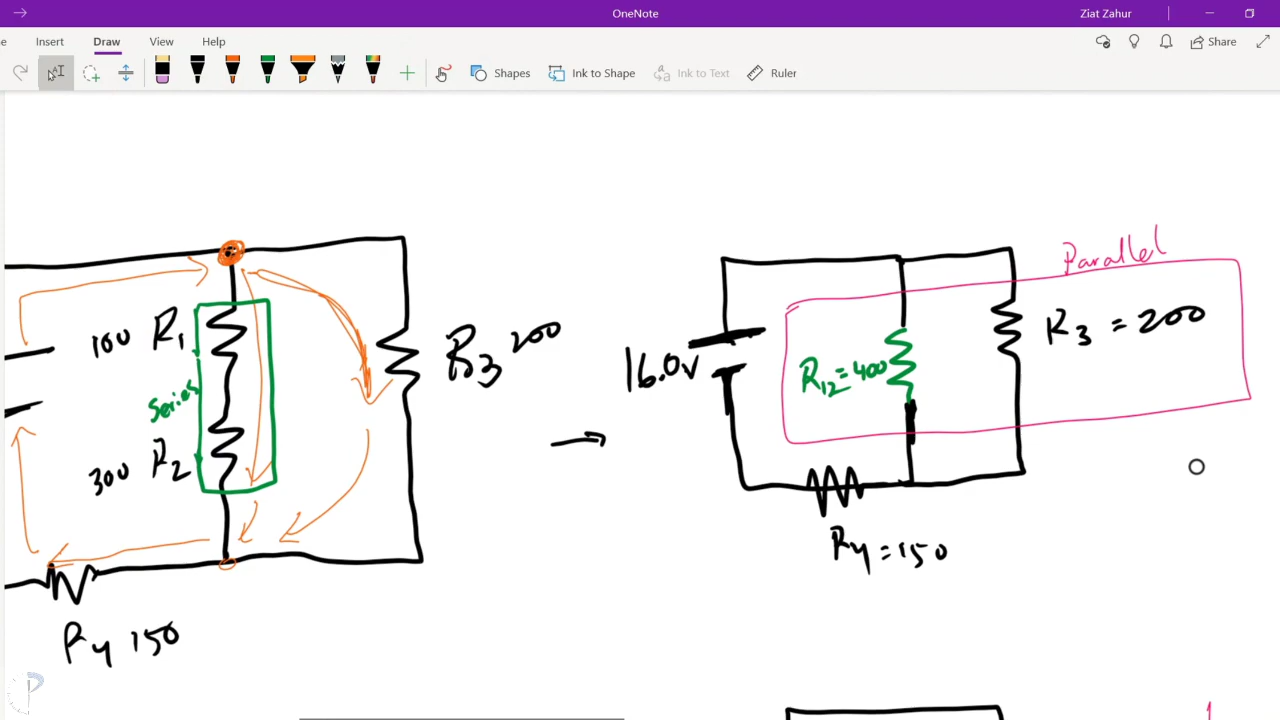 OneNote
Ziat Zahur
Insert Draw View Help
Share
Shapes
Ink to Shape
Ink to Text
Ruler
100 R1
series
300 R2
R3 200
R4 150
16.0V
R12=400
Parallel
R3 = 200
R4 = 150